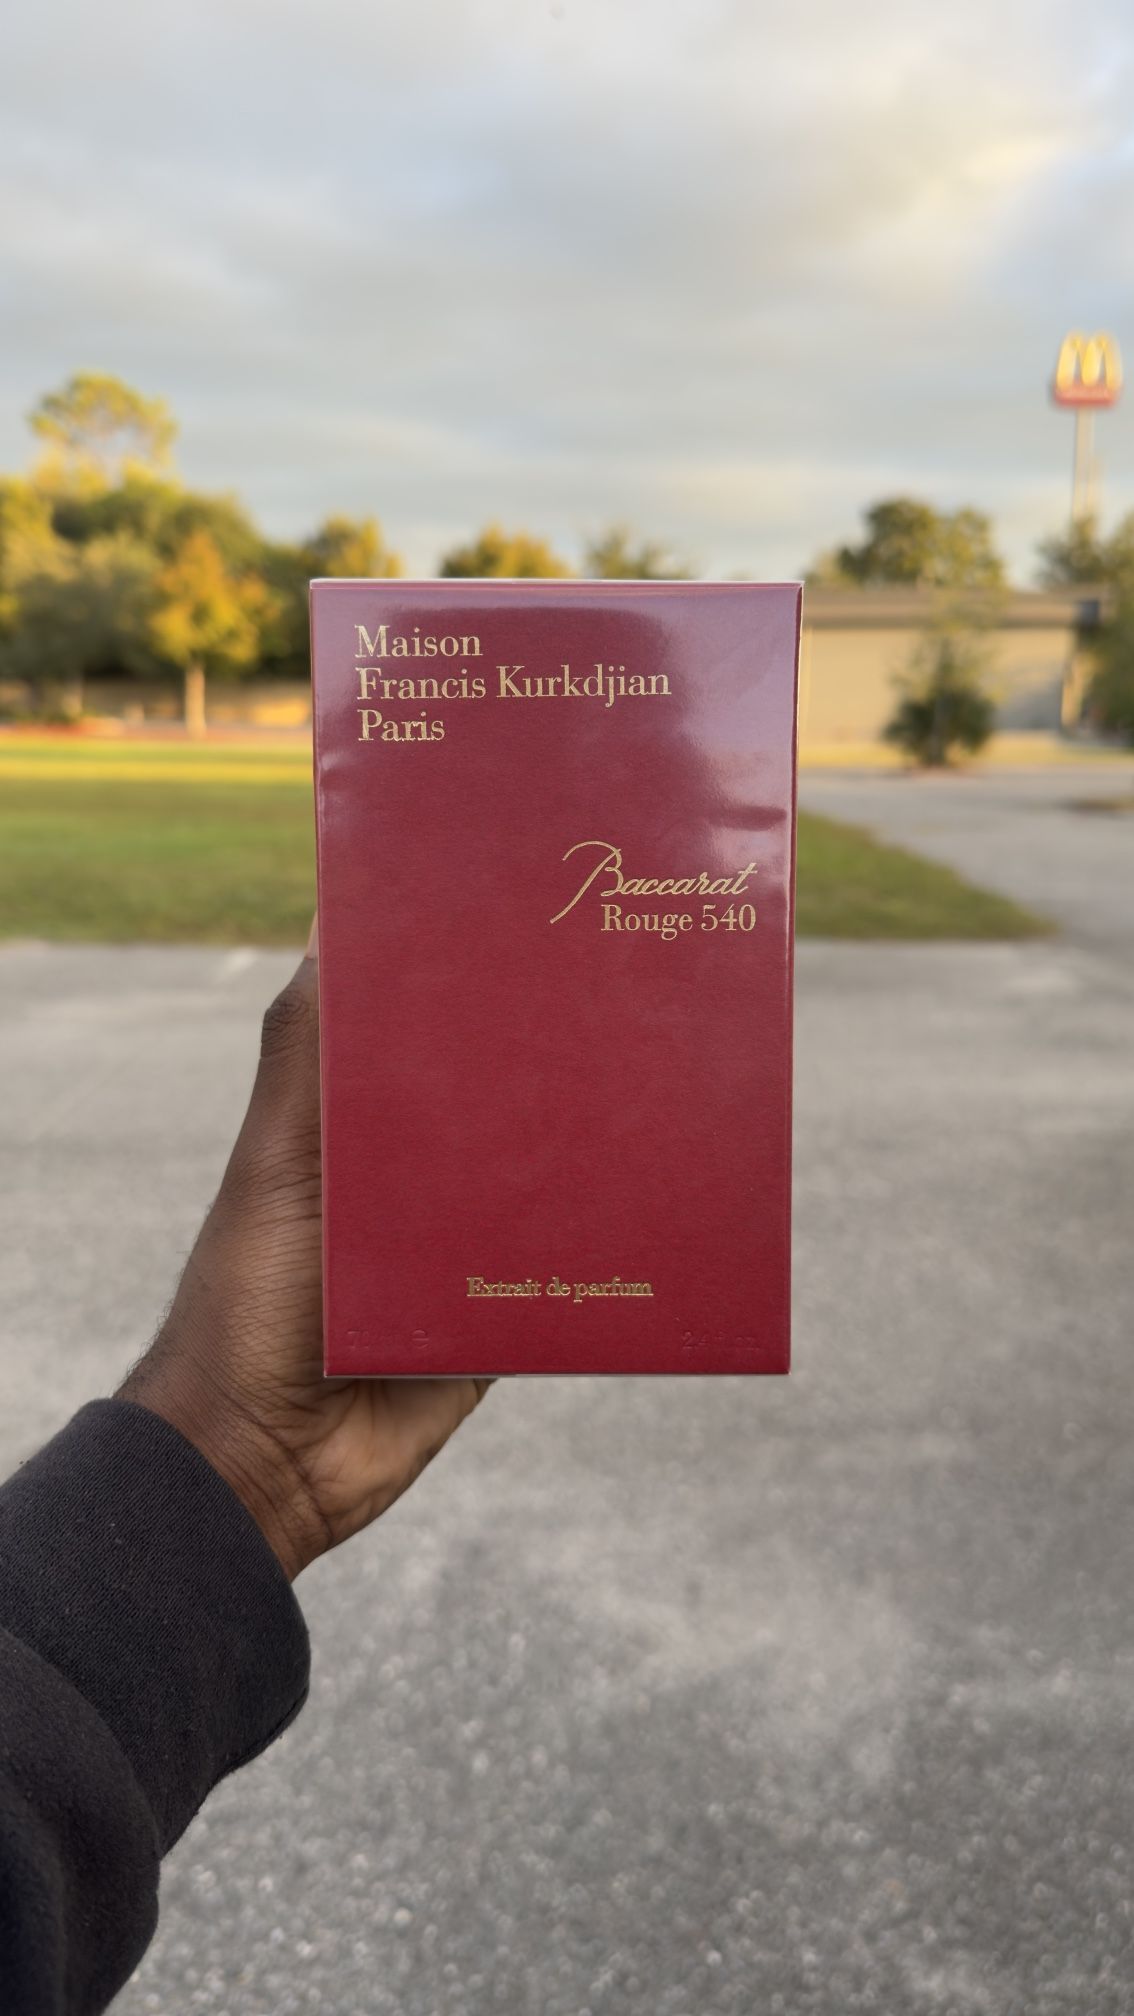 Maison
Francis Kurkdjian
Paris
Baccarat
Rouge 540
Extrait de parfum